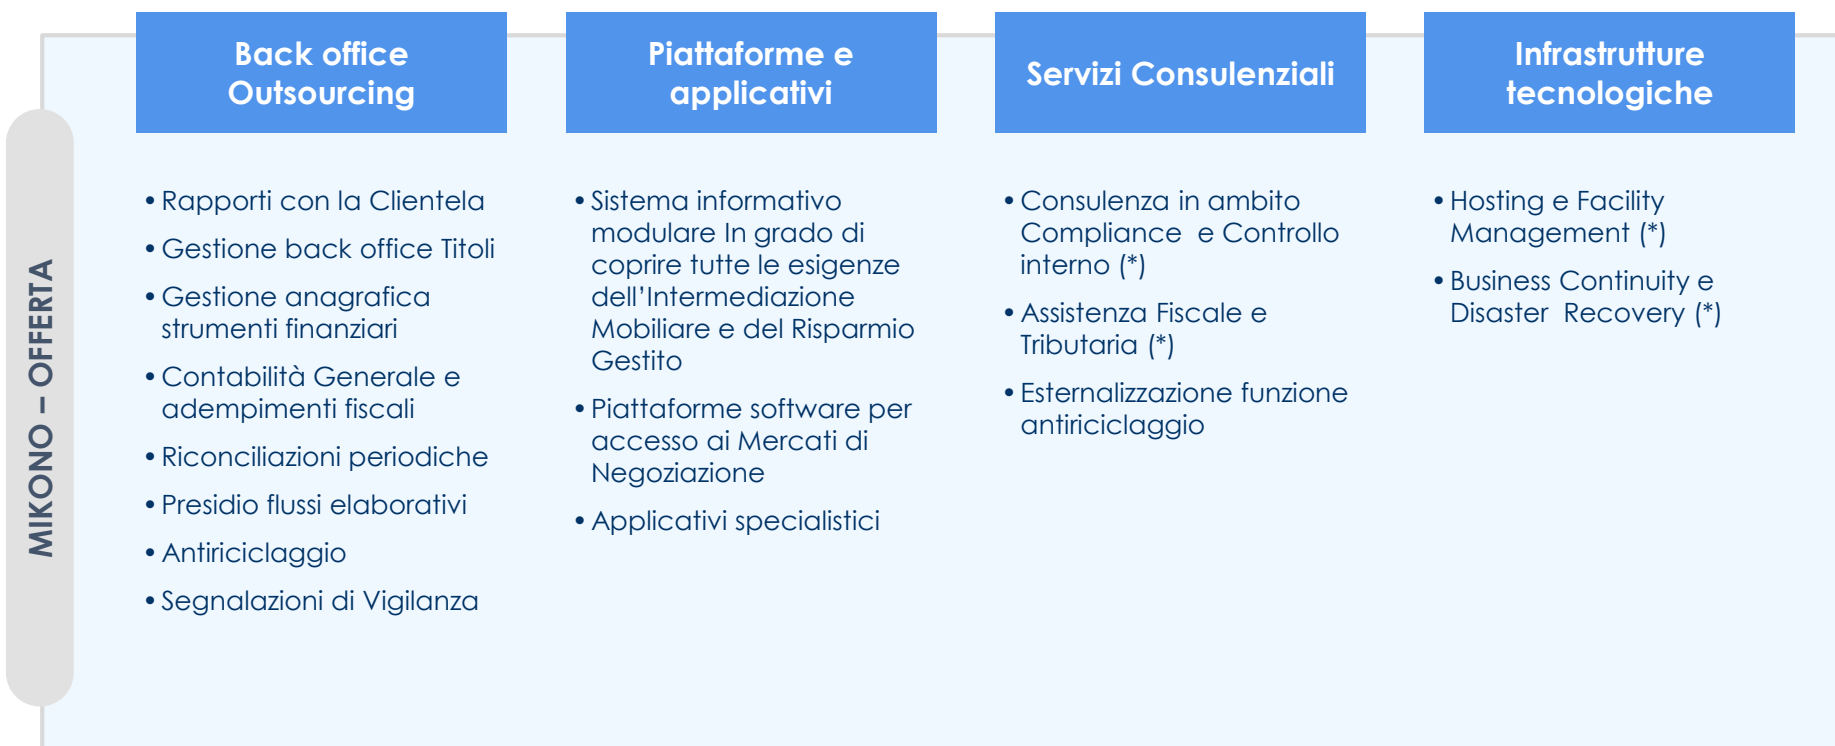 MIKONO – OFFERTA
Back office
Outsourcing
• Rapporti con la Clientela
• Gestione back office Titoli
• Gestione anagrafica
strumenti finanziari
• Contabilità Generale e
adempimenti fiscali
• Riconciliazioni periodiche
• Presidio flussi elaborativi
• Antiriciclaggio
• Segnalazioni di Vigilanza
Piattaforme e
applicativi
• Sistema informativo
modulare In grado di
coprire tutte le esigenze
dell’Intermediazione
Mobiliare e del Risparmio
Gestito
• Piattaforme software per
accesso ai Mercati di
Negoziazione
• Applicativi specialistici
Servizi Consulenziali
• Consulenza in ambito
Compliance  e Controllo
interno (*)
• Assistenza Fiscale e
Tributaria (*)
• Esternalizzazione funzione
antiriciclaggio
Infrastrutture
tecnologiche
• Hosting e Facility
Management (*)
• Business Continuity e
Disaster  Recovery (*)